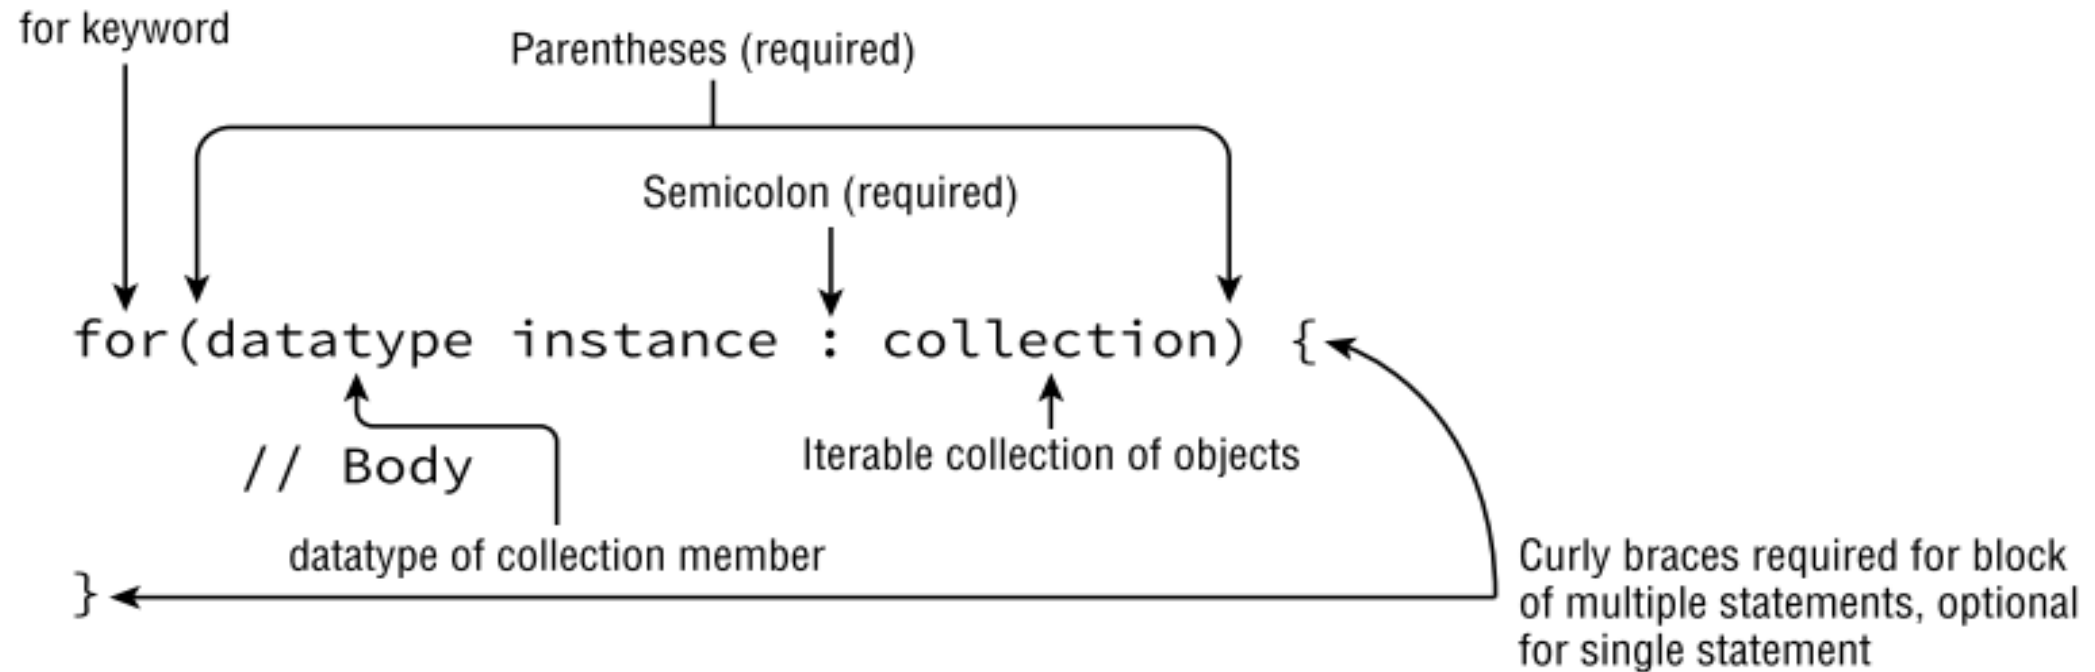 for keyword
Parentheses (required)
Semicolon (required)
for(datatype instance : collection) {
// Body
Iterable collection of objects
datatype of collection member
}
Curly braces required for block
of multiple statements, optional
for single statement